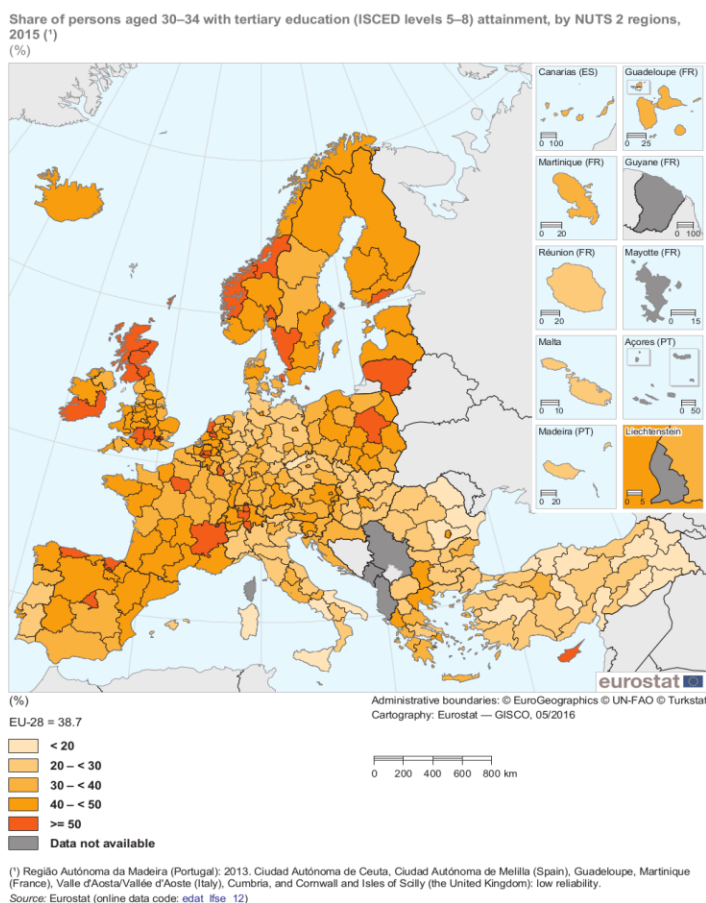 Share of persons aged 30–34 with tertiary education (ISCED levels 5–8) attainment, by NUTS 2 regions,
2015 (¹)
(%)
Canarias (ES)
0 100
Guadeloupe (FR)
0 25
Martinique (FR)
0 20
Guyane (FR)
0 100
Réunion (FR)
0 20
Mayotte (FR)
0 15
Malta
0 10
Açores (PT)
0 50
Madeira (PT)
0 20
Liechtenstein
0 5
eurostat
(%)
EU-28 = 38.7
< 20
20 – < 30
30 – < 40
40 – < 50
>= 50
Data not available
Administrative boundaries: © EuroGeographics © UN-FAO © Turkstat
Cartography: Eurostat — GISCO, 05/2016
0 200 400 600 800 km
(¹) Região Autónoma da Madeira (Portugal): 2013. Ciudad Autónoma de Ceuta, Ciudad Autónoma de Melilla (Spain), Guadeloupe, Martinique
(France), Valle d'Aosta/Vallée d'Aoste (Italy), Cumbria, and Cornwall and Isles of Scilly (the United Kingdom): low reliability.
Source: Eurostat (online data code: edat_lfse_12)